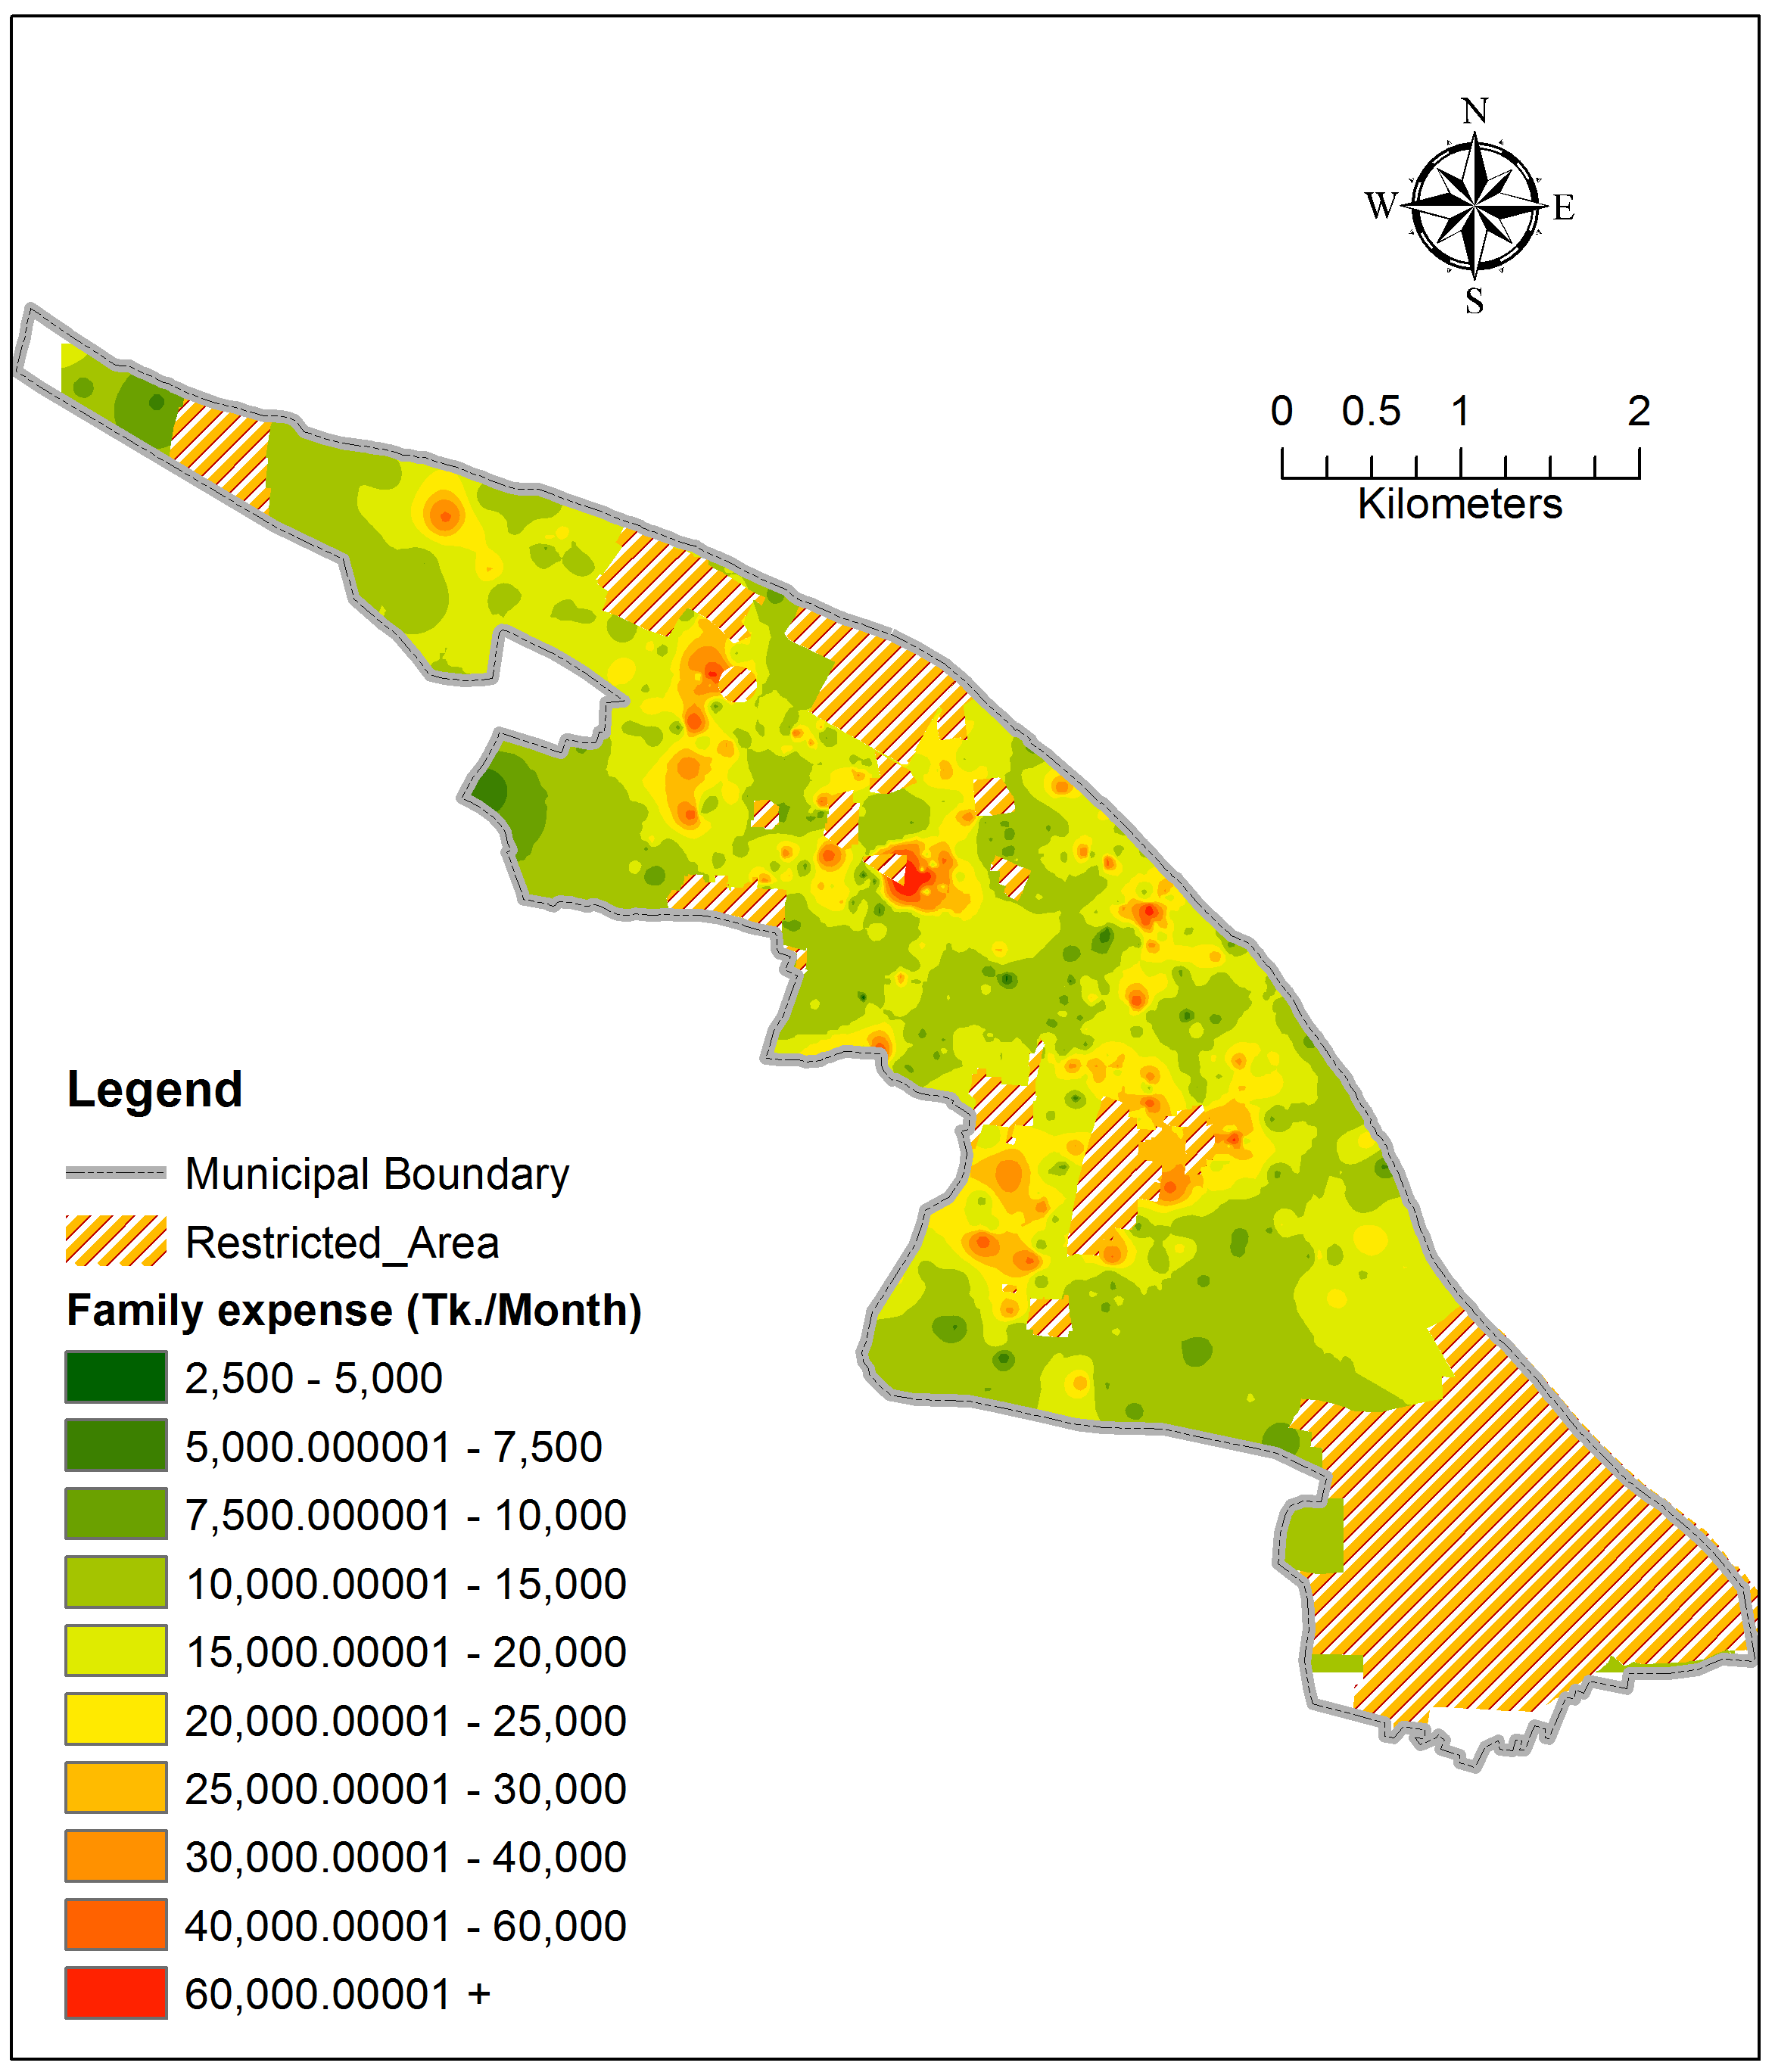 N
W E
S
0 0.5 1 2
Kilometers
Legend
Municipal Boundary
Restricted_Area
Family expense (Tk./Month)
2,500 - 5,000
5,000.000001 - 7,500
7,500.000001 - 10,000
10,000.00001 - 15,000
15,000.00001 - 20,000
20,000.00001 - 25,000
25,000.00001 - 30,000
30,000.00001 - 40,000
40,000.00001 - 60,000
60,000.00001 +